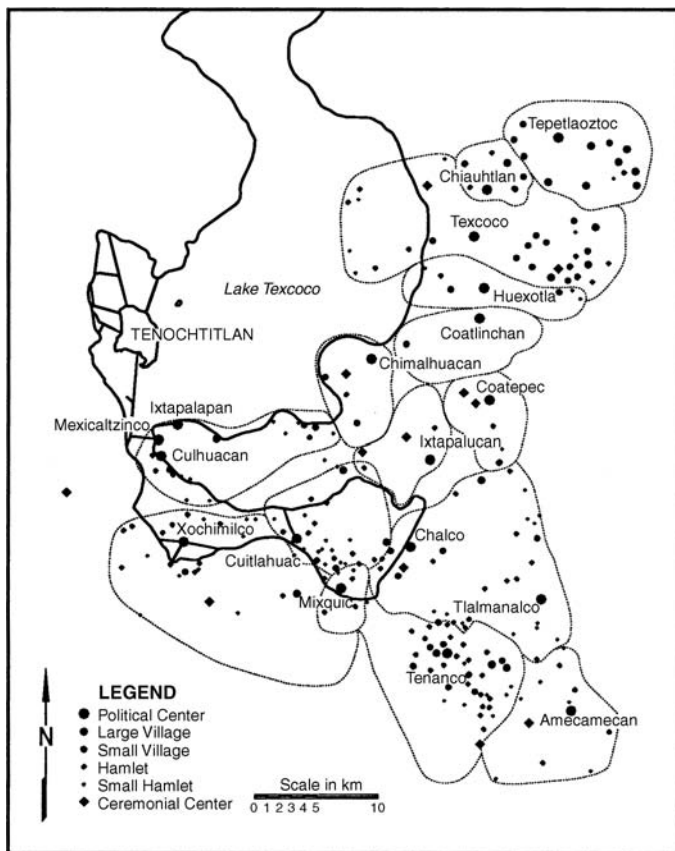 Tepetlaoztoc
Chiauhtlan
Texcoco
Lake Texcoco
Huexotla
TENOCHTITLAN
Coatlinchan
Chimalhuacan
Coatepec
Ixtapalapan
Mexicaltzinco
Ixtapalucan
Culhuacan
Xochimilco
Chalco
Cuitlahuac
Mixquic
Tlalmanalco
Tenanco
Amecamecan
N
LEGEND
Political Center
Large Village
Small Village
Hamlet
Small Hamlet
Ceremonial Center
Scale in km
0 1 2 3 4 5 10